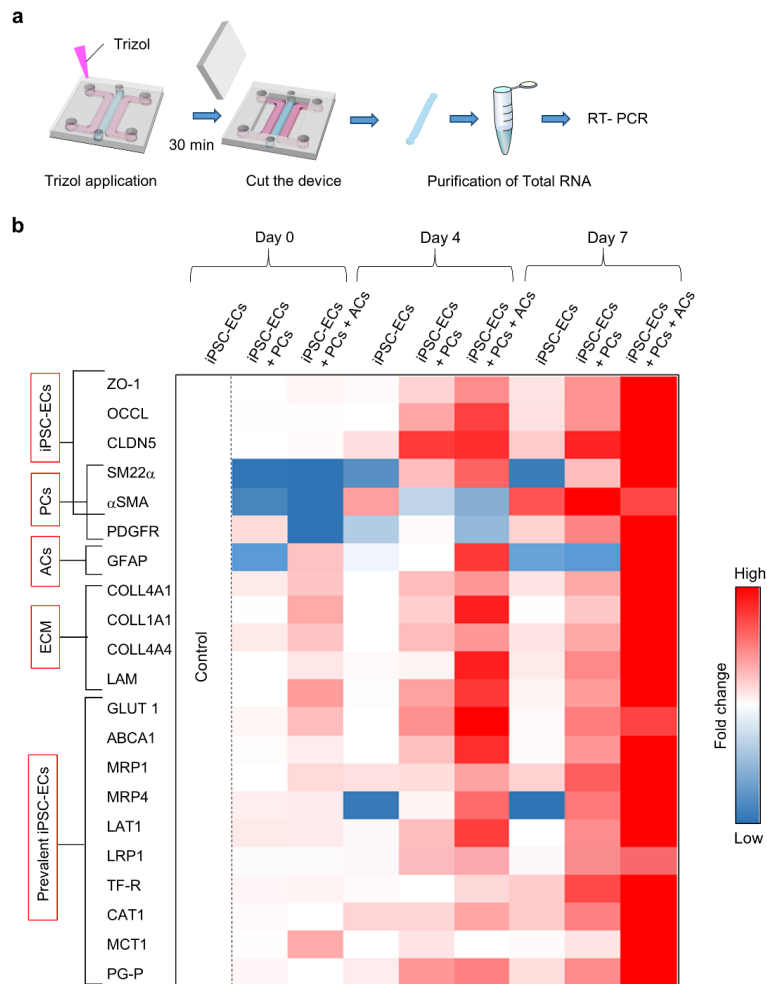 a
Trizol
30 min
Trizol application
Cut the device
Purification of Total RNA
RT- PCR
b
Day 0
Day 4
Day 7
iPSC-ECs
iPSC-ECs
+ PCs
iPSC-ECs
+ PCs + ACs
iPSC-ECs
iPSC-ECs
+ PCs
iPSC-ECs
+ PCs + ACs
iPSC-ECs
iPSC-ECs
+ PCs
iPSC-ECs
+ PCs + ACs
iPSC-ECs
PCs
ACs
ECM
Prevalent iPSC-ECs
ZO-1
OCCL
CLDN5
SM22α
αSMA
PDGFR
GFAP
COLL4A1
COLL1A1
COLL4A4
LAM
GLUT 1
ABCA1
MRP1
MRP4
LAT1
LRP1
TF-R
CAT1
MCT1
PG-P
Control
High
Fold change
Low